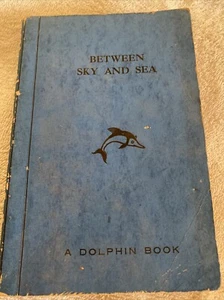 BETWEEN
SKY AND SEA
A DOLPHIN BOOK